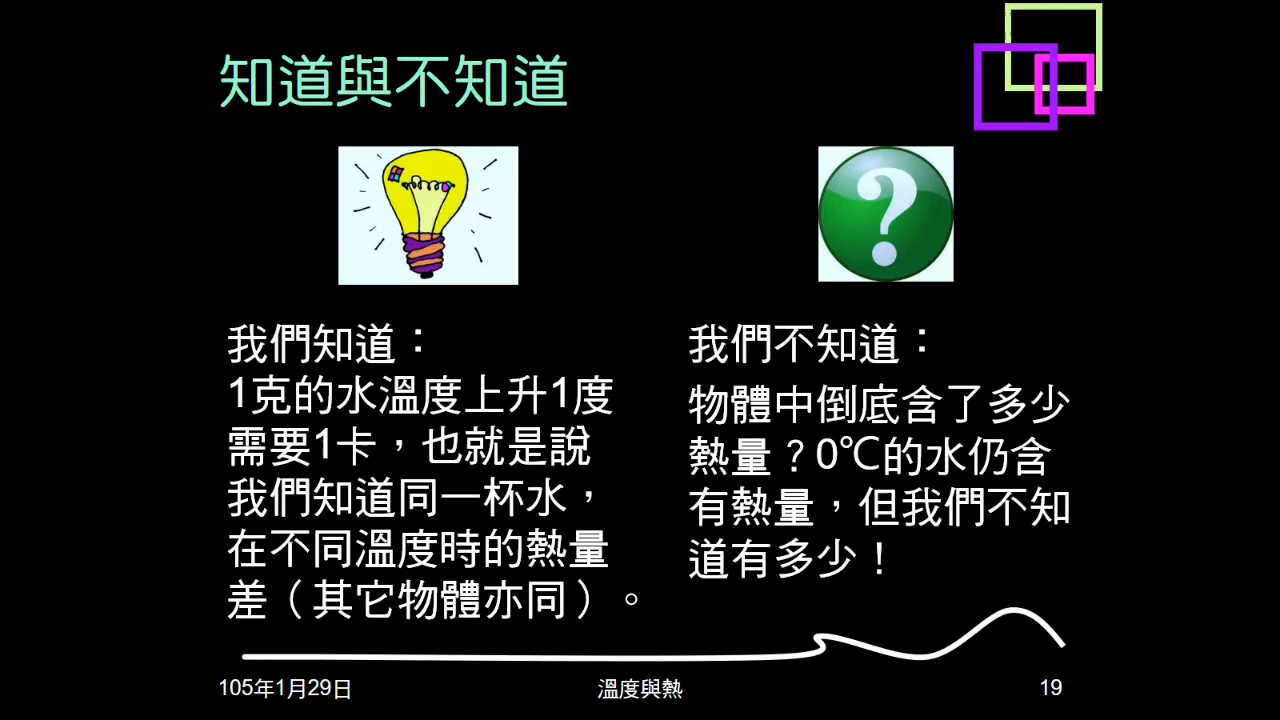 知道與不知道
我們知道：
1克的水溫度上升1度
需要1卡，也就是說
我們知道同一杯水，
在不同溫度時的熱量
差（其它物體亦同）。
我們不知道：
物體中倒底含了多少
熱量？0℃的水仍含
有熱量，但我們不知
道有多少！
105年1月29日
溫度與熱
19